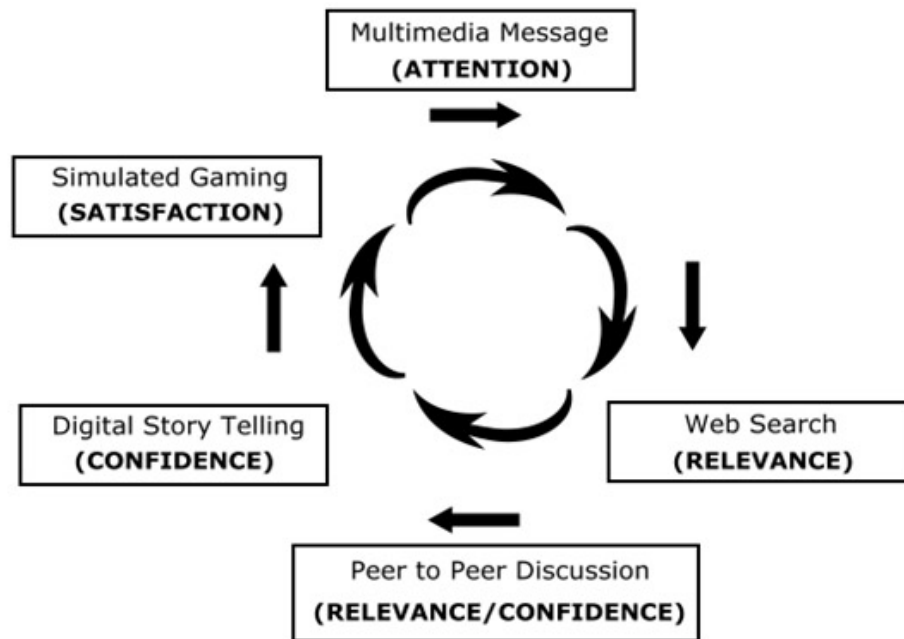 Multimedia Message
(ATTENTION)
Simulated Gaming
(SATISFACTION)
Digital Story Telling
(CONFIDENCE)
Web Search
(RELEVANCE)
Peer to Peer Discussion
(RELEVANCE/CONFIDENCE)